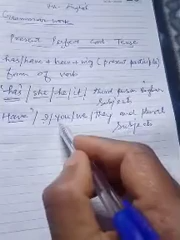 English
Grammar work
Present Perfect Cont Tense
has/have + been + ing (present participle)
form of verb
"has"/she/he/it/ third person singular
subjects
Have"/ I/you/we/they and plural
subjects